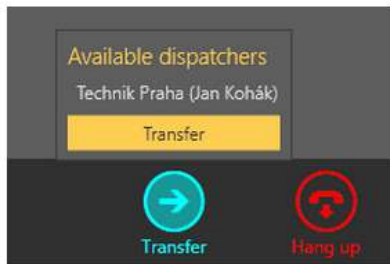 Available dispatchers
Technik Praha (Jan Kohák)
Transfer
Transfer
Hang up